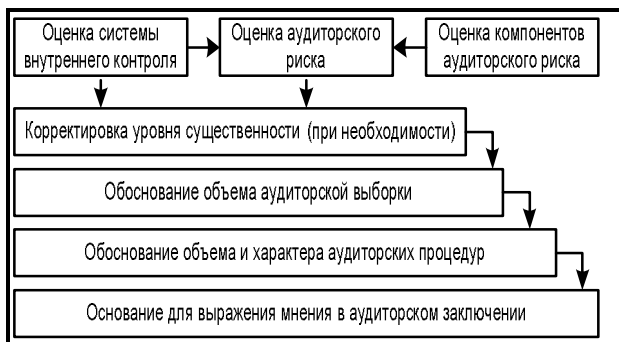 Оценка системы
внутреннего контроля
Оценка аудиторского
риска
Оценка компонентов
аудиторского риска
Корректировка уровня существенности (при необходимости)
Обоснование объема аудиторской выборки
Обоснование объема и характера аудиторских процедур
Основание для выражения мнения в аудиторском заключении